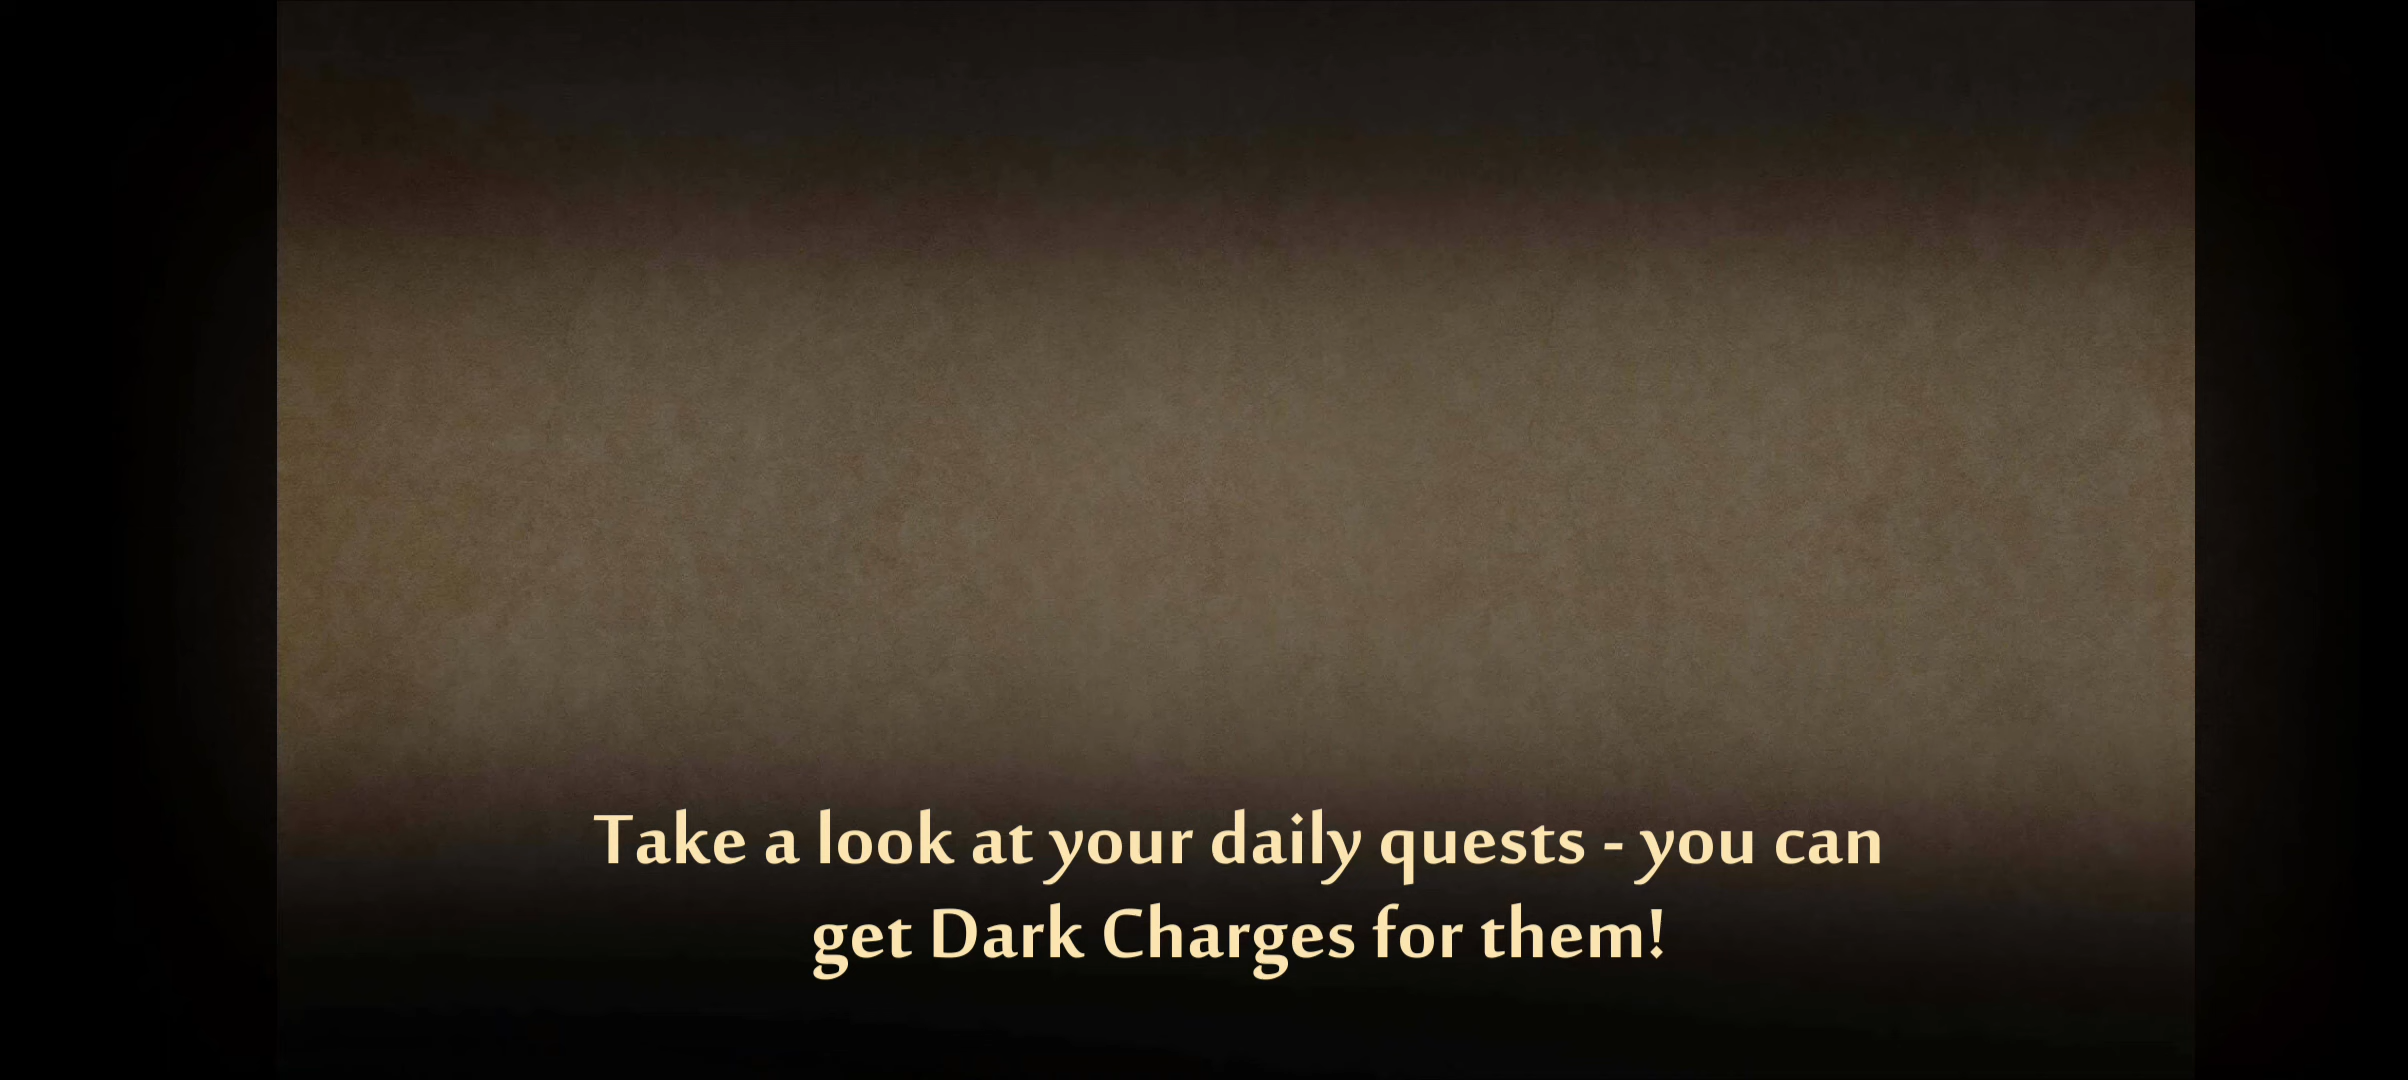 Take a look at your daily quests - you can
get Dark Charges for them!